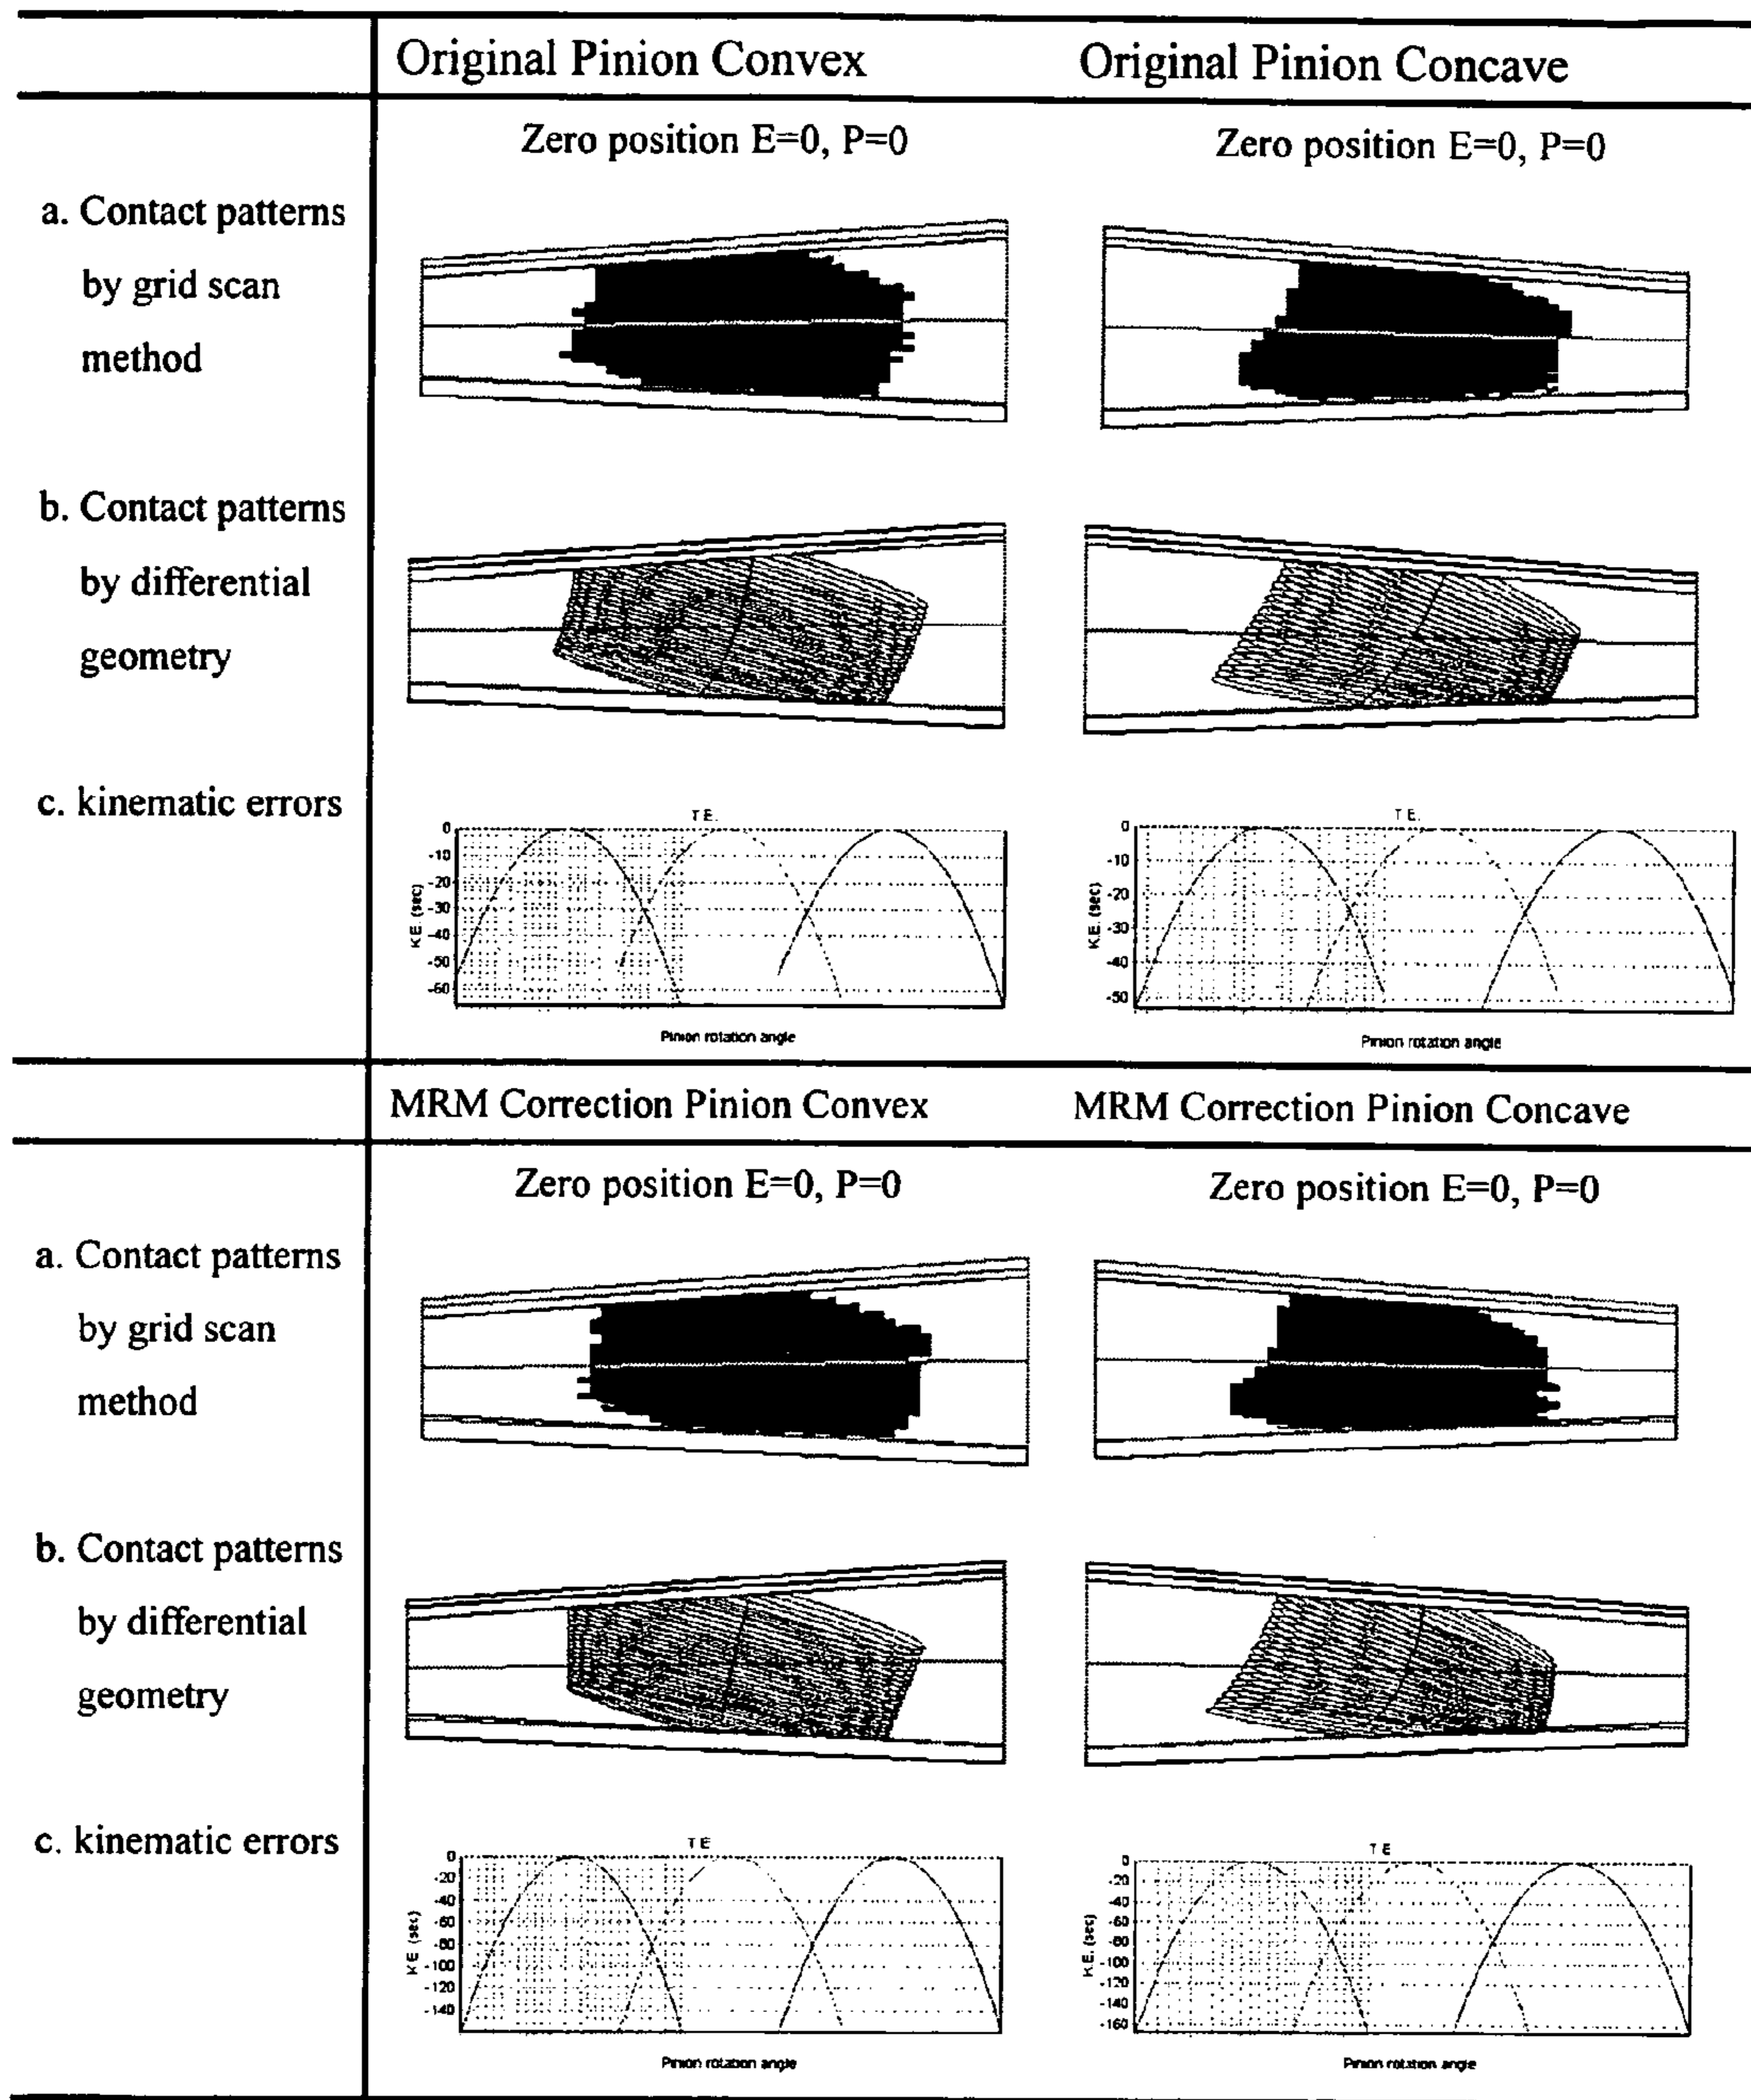 Original Pinion Convex
Original Pinion Concave
Zero position E=0, P=0
Zero position E=0, P=0
a. Contact patterns
by grid scan
method
b. Contact patterns
by differential
geometry
c. kinematic errors
T E.
0
-10
-20
-30
-40
-50
-60
K.E. (sec)
Pinion rotation angle
T E.
0
-10
-20
-30
-40
-50
K.E. (sec)
Pinion rotation angle
MRM Correction Pinion Convex
MRM Correction Pinion Concave
Zero position E=0, P=0
Zero position E=0, P=0
a. Contact patterns
by grid scan
method
b. Contact patterns
by differential
geometry
c. kinematic errors
T E
0
-20
-40
-60
-80
-100
-120
-140
K.E. (sec)
Pinion rotation angle
T E
0
-20
-40
-60
-80
-100
-120
-140
-160
K.E. (sec)
Pinion rotation angle